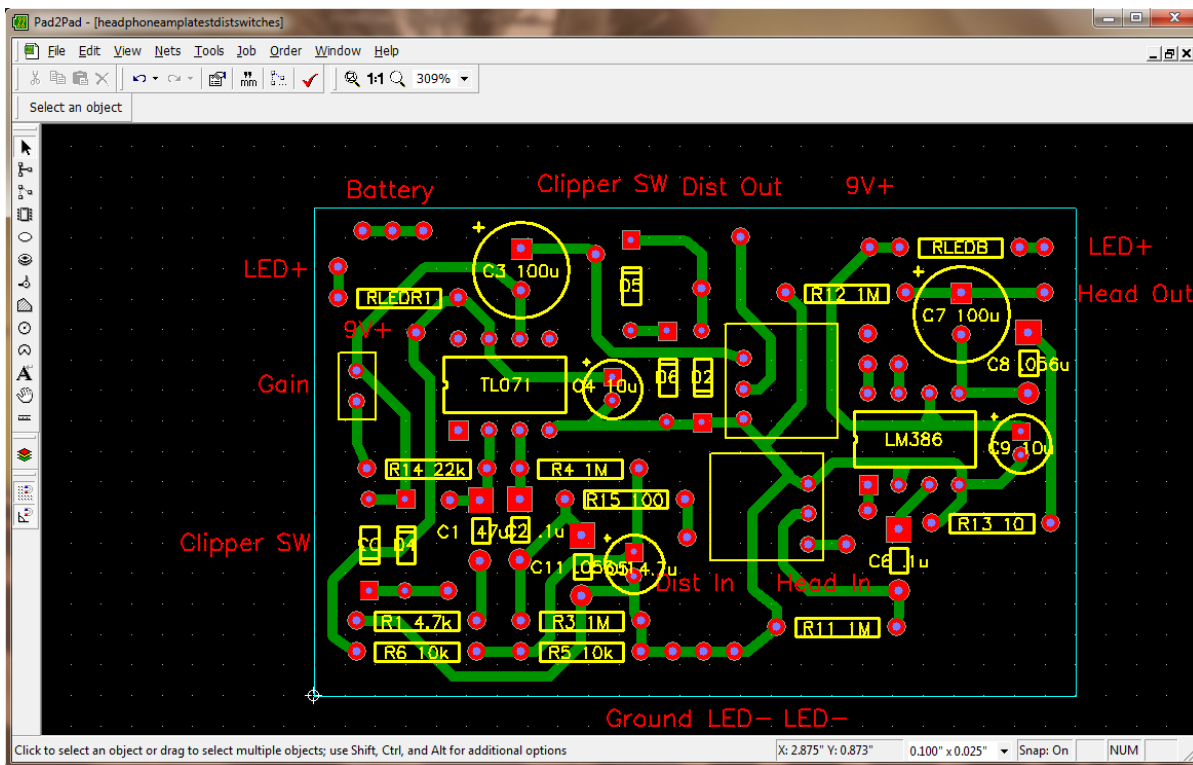 Pad2Pad - [headphoneamplatestdistswitches]
File Edit View Nets Tools Job Order Window Help
1:1 309%
Select an object
Battery Clipper SW Dist Out 9V+
LED+ C3 100u D5 RLEDB LED+
RLEDR1 R12 1M Head Out
9V+ C7 100u
Gain TL071 C4 10u D6 D2 C8 .056u
LM386 C9 10u
R14 22k R4 1M
R15 100
R13 10
Clipper SW D4 C1 47u C2 .1u
C11 .056u 4.7u C6 .1u
Dist In Head In
R1 4.7k R3 1M R11 1M
R6 10k R5 10k
Ground LED- LED-
Click to select an object or drag to select multiple objects; use Shift, Ctrl, and Alt for additional options X: 2.875" Y: 0.873" 0.100" x 0.025" Snap: On NUM